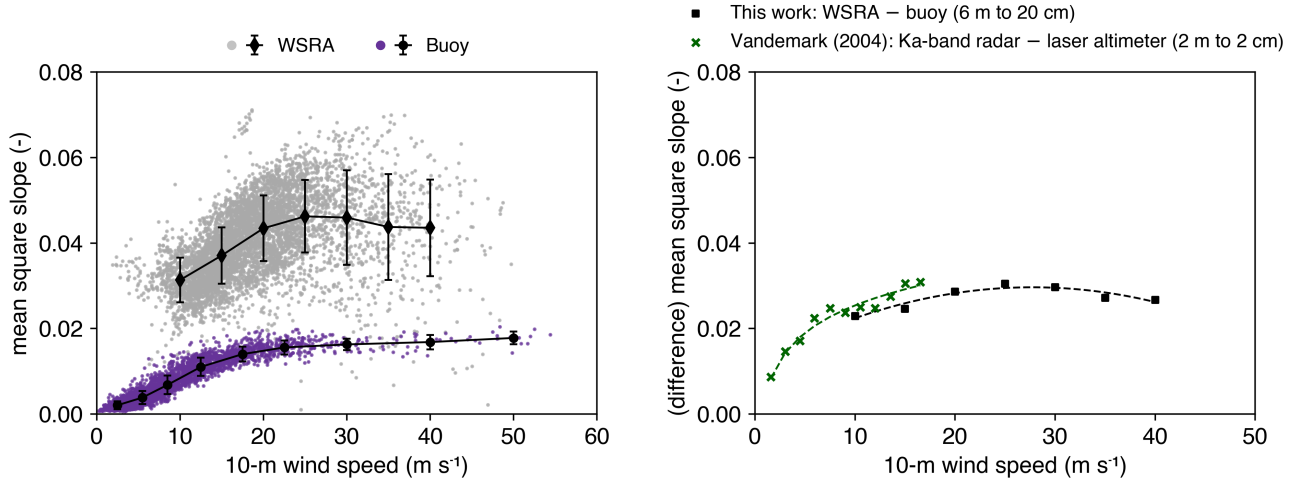 WSRA Buoy
mean square slope (-)
0.08
0.06
0.04
0.02
0.00
0 10 20 30 40 50 60
10-m wind speed (m s⁻¹)
This work: WSRA − buoy (6 m to 20 cm)
Vandemark (2004): Ka-band radar − laser altimeter (2 m to 2 cm)
(difference) mean square slope (-)
0.08
0.06
0.04
0.02
0.00
0 10 20 30 40 50
10-m wind speed (m s⁻¹)